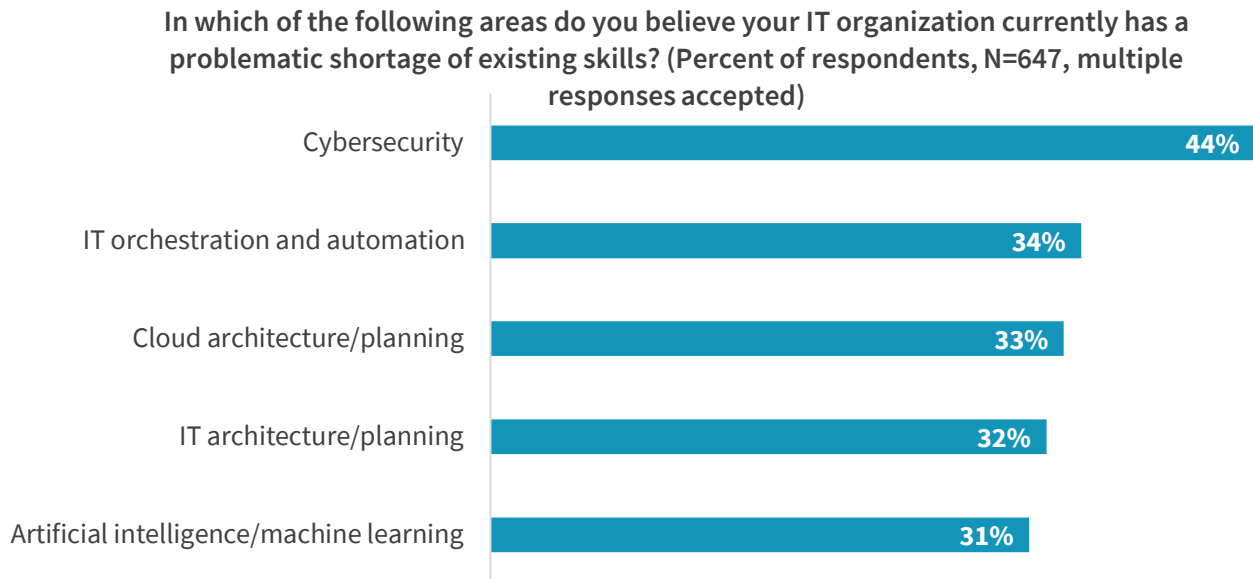 In which of the following areas do you believe your IT organization currently has a
problematic shortage of existing skills? (Percent of respondents, N=647, multiple
responses accepted)
Cybersecurity 44%
IT orchestration and automation 34%
Cloud architecture/planning 33%
IT architecture/planning 32%
Artificial intelligence/machine learning 31%